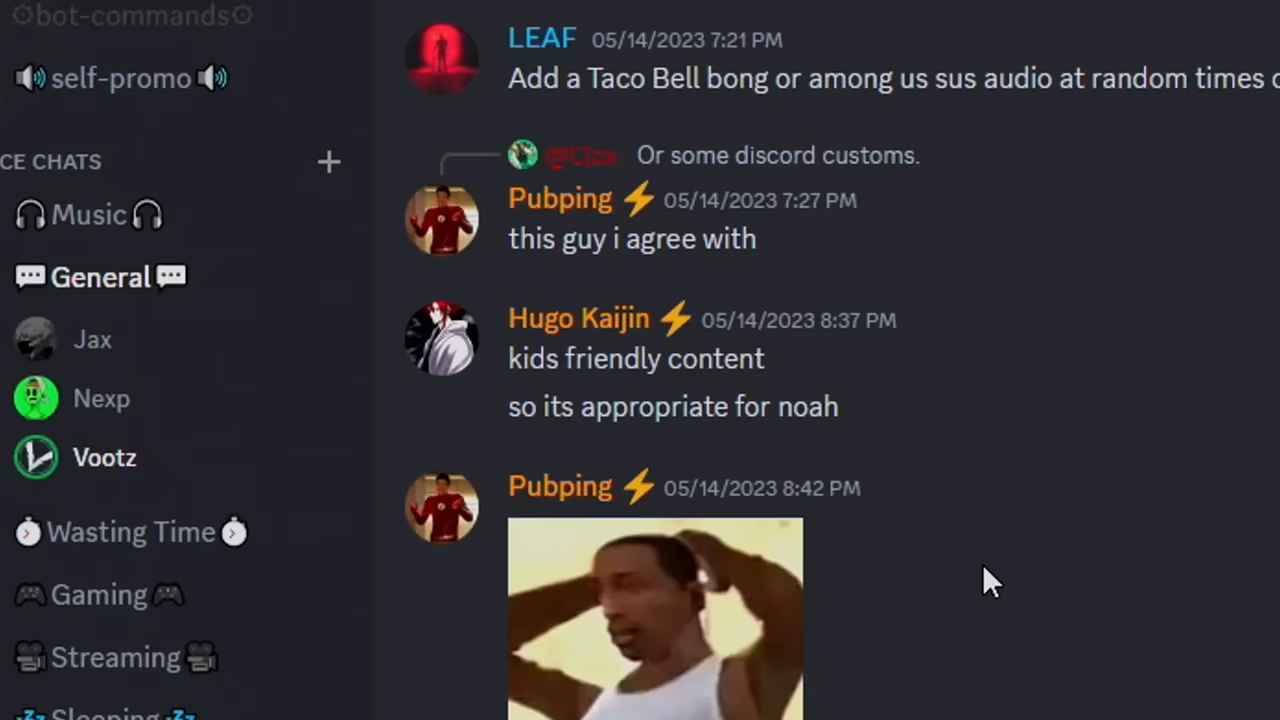 bot-commands
self-promo
CE CHATS
Music
General
Jax
Nexp
Vootz
Wasting Time
Gaming
Streaming
Sleeping
LEAF 05/14/2023 7:21 PM
Add a Taco Bell bong or among us sus audio at random times
Or some discord customs.
Pubping 05/14/2023 7:27 PM
this guy i agree with
Hugo Kaijin 05/14/2023 8:37 PM
kids friendly content
so its appropriate for noah
Pubping 05/14/2023 8:42 PM